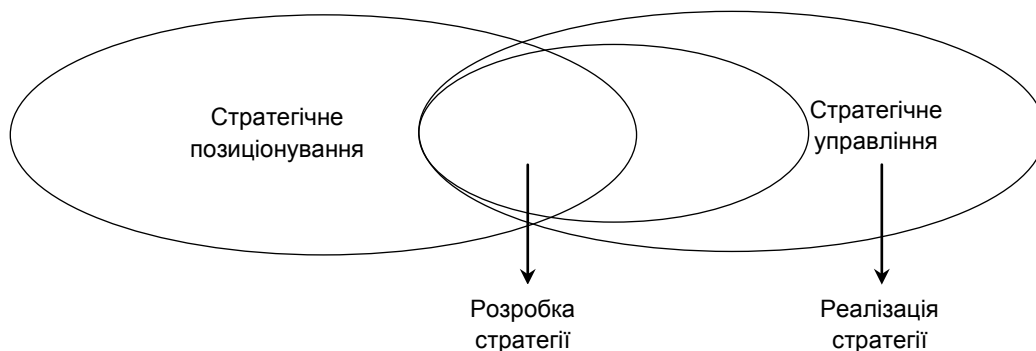 Стратегічне
позиціонування
Стратегічне
управління
Розробка
стратегії
Реалізація
стратегії